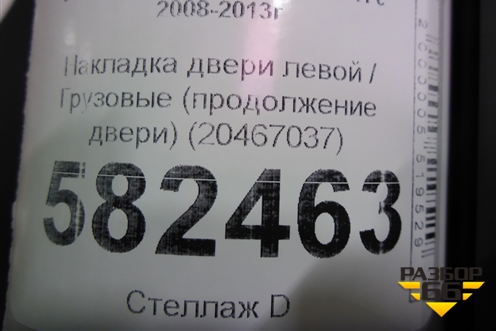 2008-2013г
Накладка двери левой /
Грузовые (продолжение
двери) (20467037)
582463
Стеллаж D
РАЗБОР
66